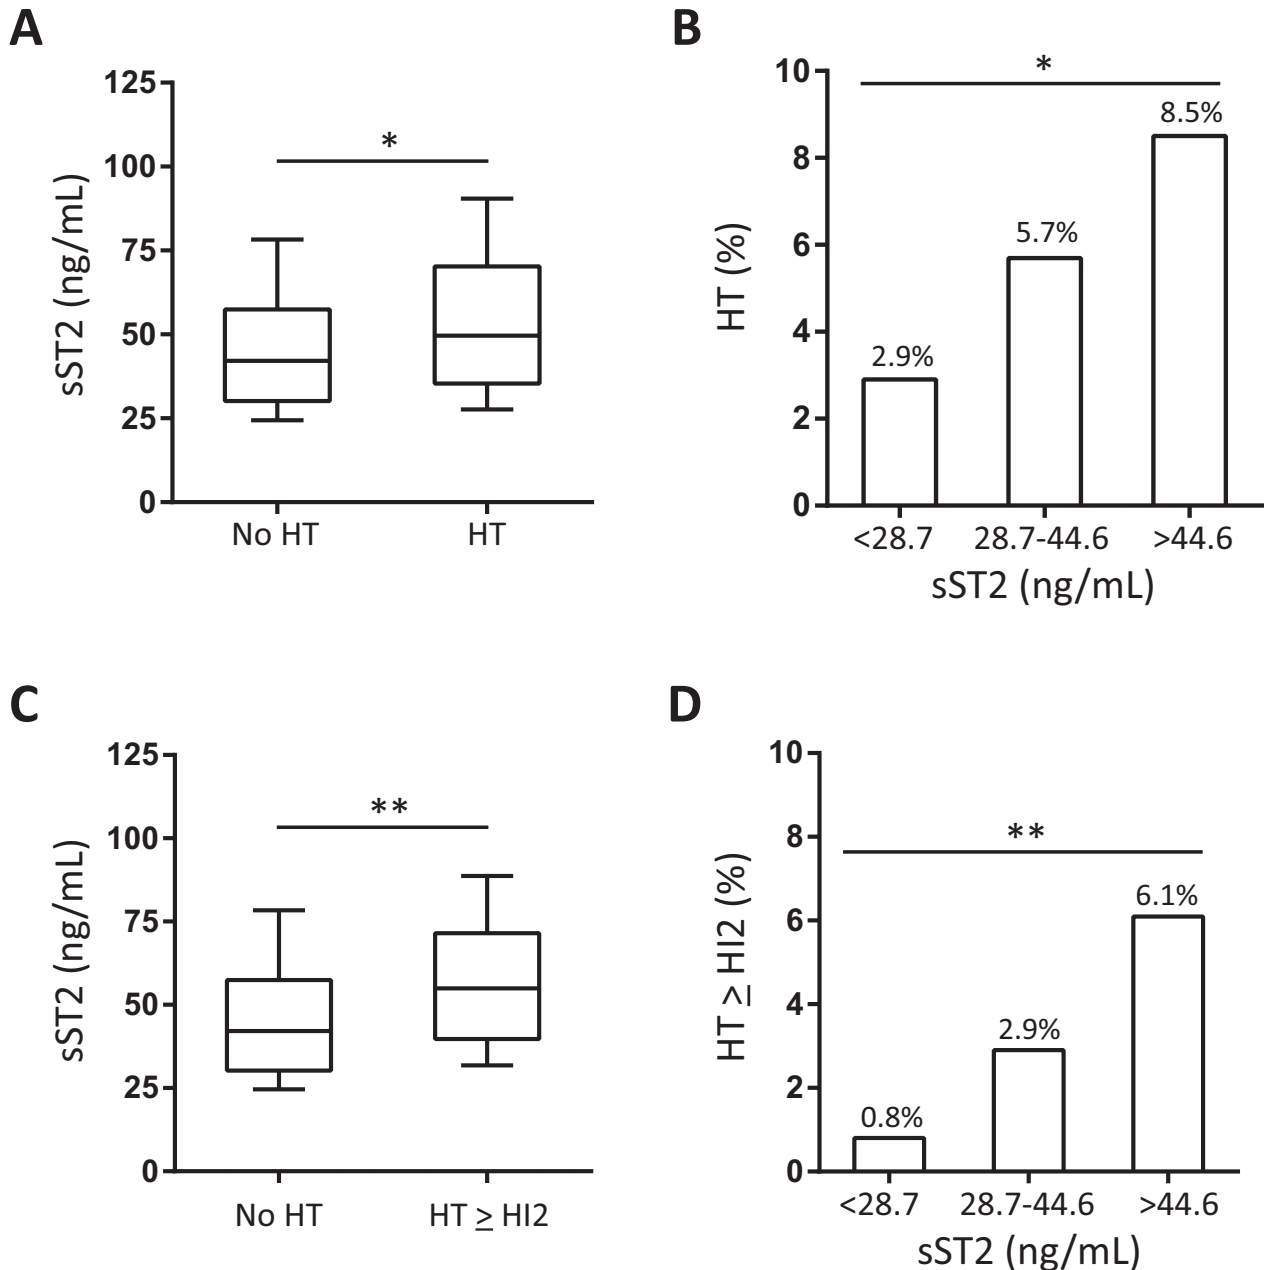 A
sST2 (ng/mL)
125
100
75
50
25
0
*
No HT
HT
B
HT (%)
10
8
6
4
2
0
*
2.9%
5.7%
8.5%
<28.7
28.7-44.6
>44.6
sST2 (ng/mL)
C
sST2 (ng/mL)
125
100
75
50
25
0
**
No HT
HT ≥ HI2
D
HT ≥ HI2 (%)
10
8
6
4
2
0
**
0.8%
2.9%
6.1%
<28.7
28.7-44.6
>44.6
sST2 (ng/mL)